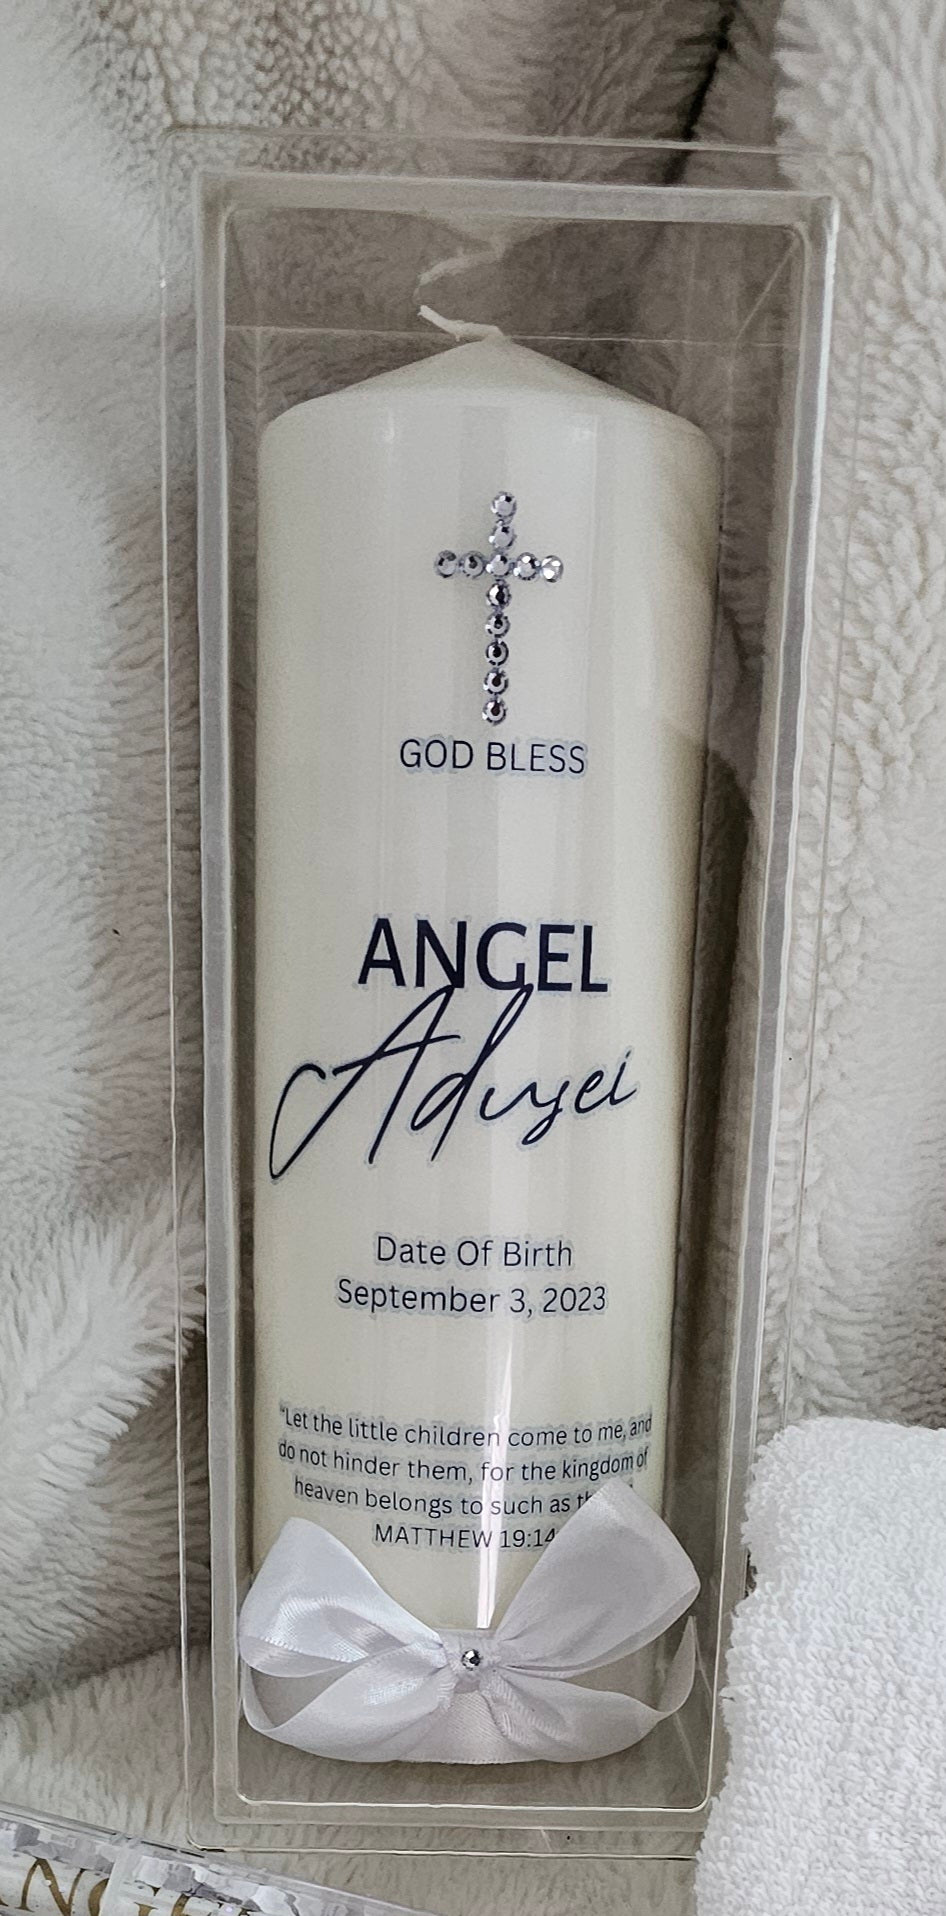 GOD BLESS
ANGEL
Adusei
Date Of Birth
September 3, 2023
"Let the little children come to me, and
do not hinder them, for the kingdom of
heaven belongs to such as
MATTHEW 19:14
ANGEL